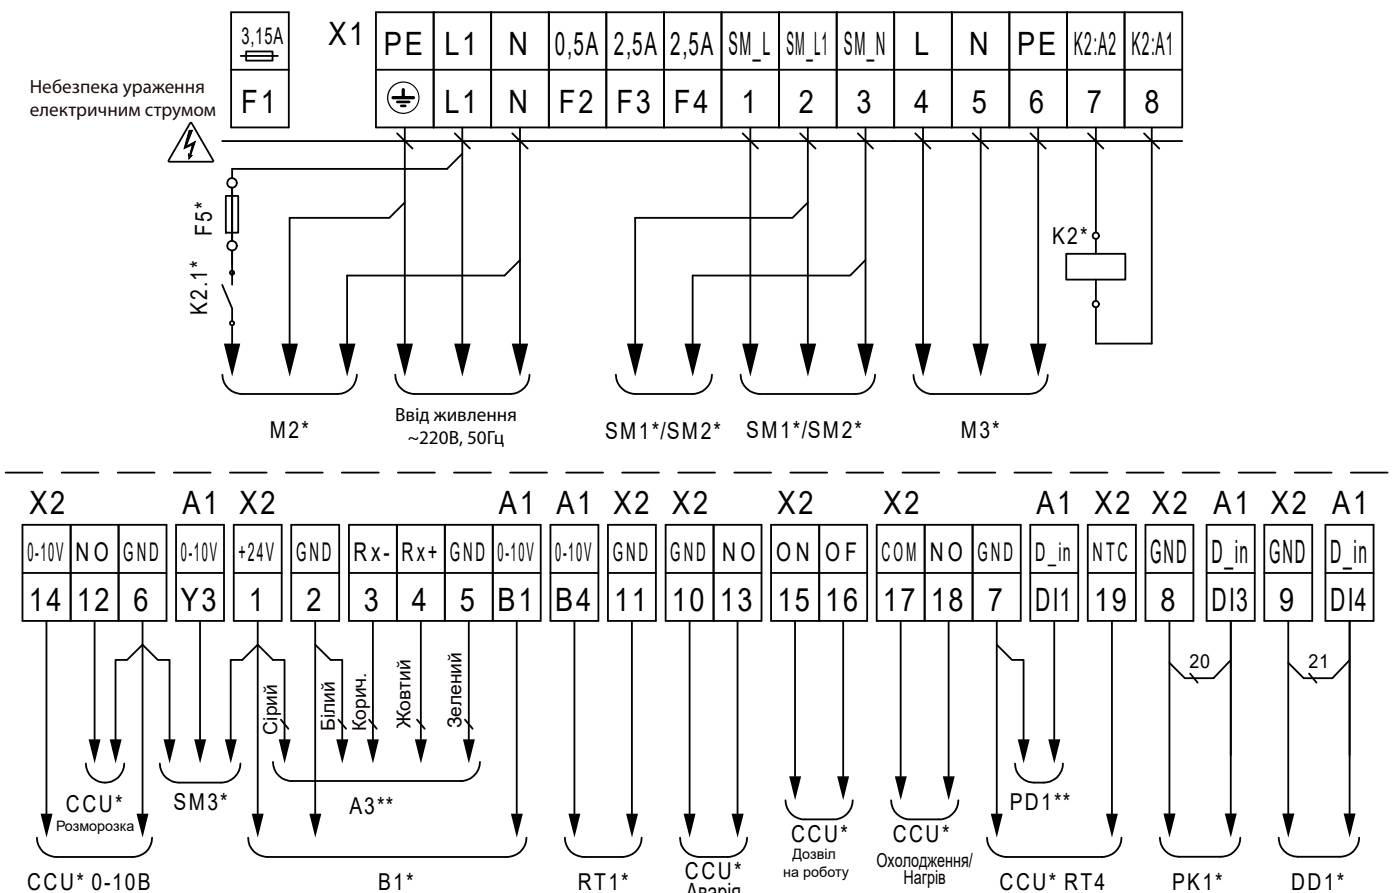 3,15A X1 PE L1 N 0,5A 2,5A 2,5A SM_L SM_L1 SM_N L N PE K2:A2 K2:A1
F1 L1 N F2 F3 F4 1 2 3 4 5 6 7 8
Небезпека ураження
електричним струмом
F5*
K2.1*
K2*
M2*
Ввід живлення
~220В, 50Гц
SM1*/SM2*
SM1*/SM2*
M3*
X2 A1 X2 A1 A1 X2 X2 X2 X2 A1 X2 X2 A1 X2 A1
0-10V NO GND 0-10V +24V GND Rx- Rx+ GND 0-10V 0-10V GND GND NO ON OF COM NO GND D_in NTC GND D_in GND D_in
14 12 6 Y3 1 2 3 4 5 B1 B4 11 10 13 15 16 17 18 7 DI1 19 8 DI3 9 DI4
Сірий
Білий
Корич.
Жовтий
Зелений
20
21
CCU*
Розморозка
SM3*
A3**
PD1**
CCU*
Дозвіл
на роботу
CCU*
Охолодження/
Нагрів
CCU* 0-10В
B1*
RT1*
CCU*
Аварія
CCU* RT4
PK1*
DD1*